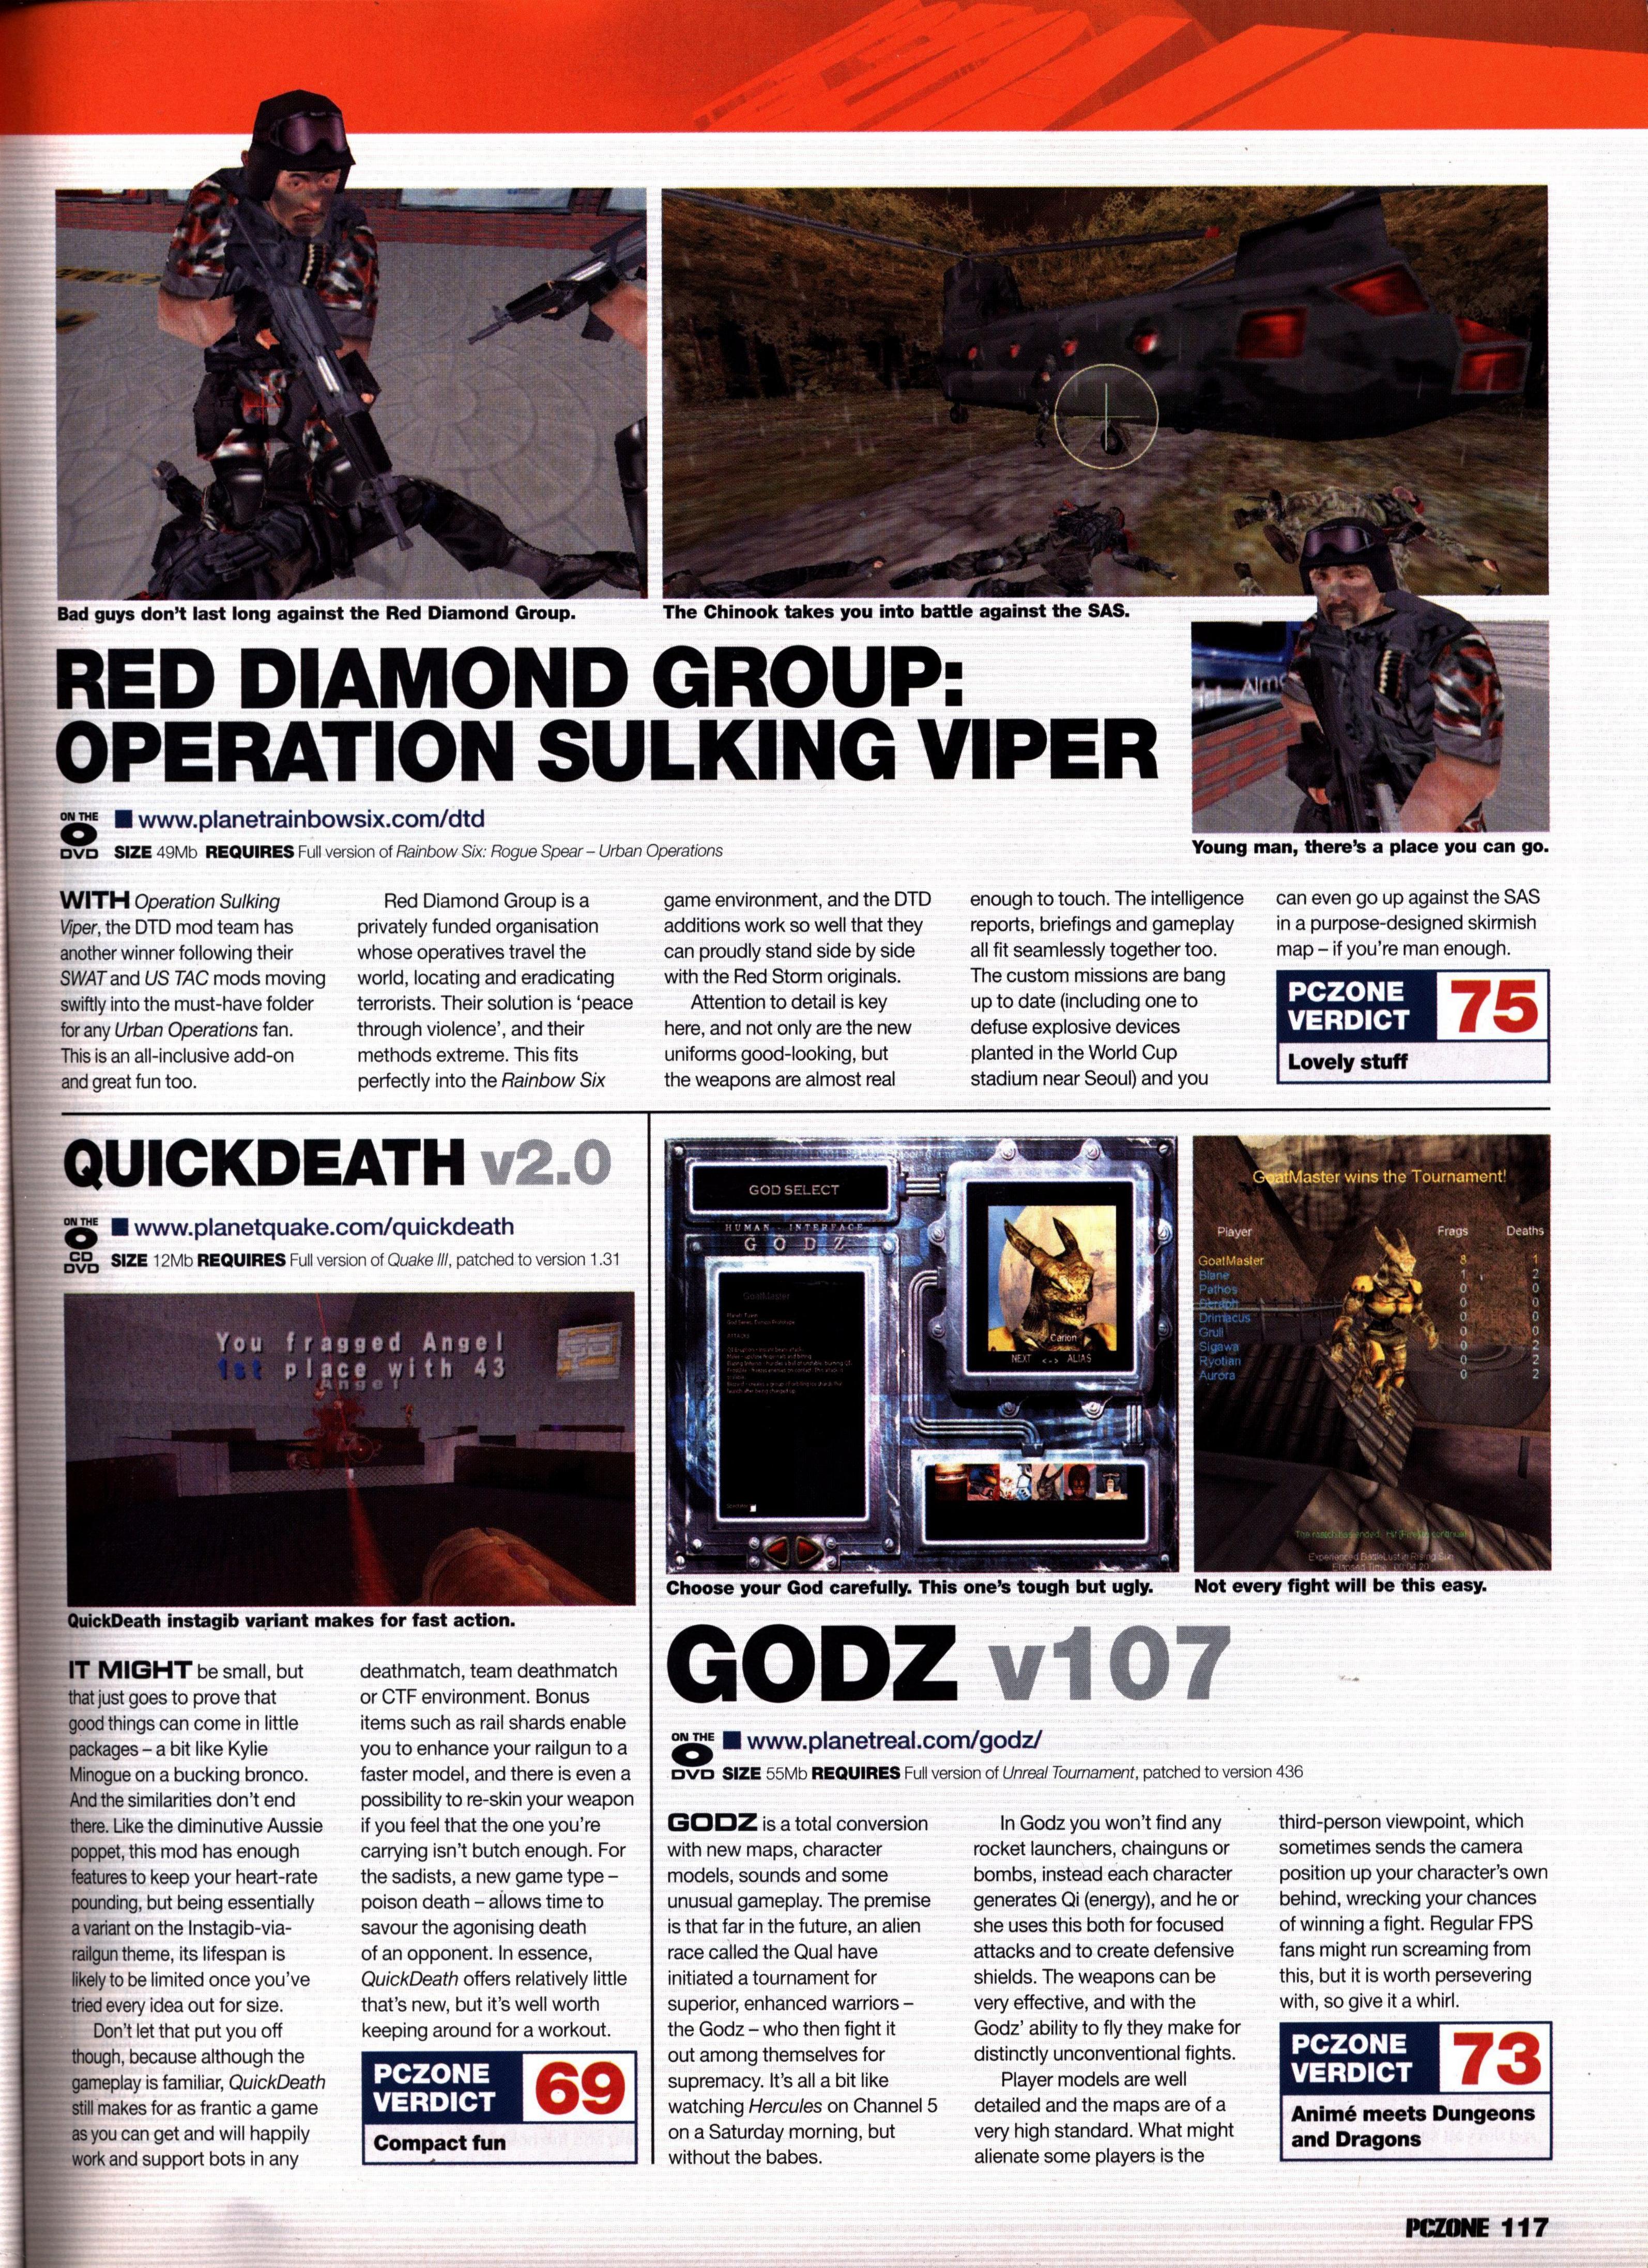 Bad guys don't last long against the Red Diamond Group.
The Chinook takes you into battle against the SAS.
RED DIAMOND GROUP:
OPERATION SULKING VIPER
Young man, there's a place you can go.
ON THE
DVD
www.planetrainbowsix.com/dtd
SIZE 49Mb REQUIRES Full version of Rainbow Six: Rogue Spear – Urban Operations
WITH Operation Sulking
Viper, the DTD mod team has
another winner following their
SWAT and US TAC mods moving
swiftly into the must-have folder
for any Urban Operations fan.
This is an all-inclusive add-on
and great fun too.
Red Diamond Group is a
privately funded organisation
whose operatives travel the
world, locating and eradicating
terrorists. Their solution is 'peace
through violence', and their
methods extreme. This fits
perfectly into the Rainbow Six
game environment, and the DTD
additions work so well that they
can proudly stand side by side
with the Red Storm originals.
Attention to detail is key
here, and not only are the new
uniforms good-looking, but
the weapons are almost real
enough to touch. The intelligence
reports, briefings and gameplay
all fit seamlessly together too.
The custom missions are bang
up to date (including one to
defuse explosive devices
planted in the World Cup
stadium near Seoul) and you
can even go up against the SAS
in a purpose-designed skirmish
map – if you're man enough.
PCZONE
VERDICT
75
Lovely stuff
QUICKDEATH v2.0
ON THE
CD
DVD
www.planetquake.com/quickdeath
SIZE 12Mb REQUIRES Full version of Quake III, patched to version 1.31
You fragged Angel
1st place with 43
Angel
QuickDeath instagib variant makes for fast action.
IT MIGHT be small, but
that just goes to prove that
good things can come in little
packages – a bit like Kylie
Minogue on a bucking bronco.
And the similarities don't end
there. Like the diminutive Aussie
poppet, this mod has enough
features to keep your heart-rate
pounding, but being essentially
a variant on the Instagib-via-
railgun theme, its lifespan is
likely to be limited once you've
tried every idea out for size.
Don't let that put you off
though, because although the
gameplay is familiar, QuickDeath
still makes for as frantic a game
as you can get and will happily
work and support bots in any
deathmatch, team deathmatch
or CTF environment. Bonus
items such as rail shards enable
you to enhance your railgun to a
faster model, and there is even a
possibility to re-skin your weapon
if you feel that the one you're
carrying isn't butch enough. For
the sadists, a new game type –
poison death – allows time to
savour the agonising death
of an opponent. In essence,
QuickDeath offers relatively little
that's new, but it's well worth
keeping around for a workout.
PCZONE
VERDICT
69
Compact fun
GOD SELECT
HUMAN - INTERFACE
GODZ
GoatMaster
Carion
NEXT <-> ALIAS
GoatMaster wins the Tournament!
Player Frags Deaths
GoatMaster 8 1
Blane 1 2
Pathos 0 0
Seraph 0 0
Drimacus 0 0
Grull 0 0
Sigawa 0 2
Ryotian 0 2
Aurora 0 2
Choose your God carefully. This one's tough but ugly.
Not every fight will be this easy.
GODZ v107
ON THE
DVD
www.planetreal.com/godz/
SIZE 55Mb REQUIRES Full version of Unreal Tournament, patched to version 436
GODZ is a total conversion
with new maps, character
models, sounds and some
unusual gameplay. The premise
is that far in the future, an alien
race called the Qual have
initiated a tournament for
superior, enhanced warriors –
the Godz – who then fight it
out among themselves for
supremacy. It's all a bit like
watching Hercules on Channel 5
on a Saturday morning, but
without the babes.
In Godz you won't find any
rocket launchers, chainguns or
bombs, instead each character
generates Qi (energy), and he or
she uses this both for focused
attacks and to create defensive
shields. The weapons can be
very effective, and with the
Godz' ability to fly they make for
distinctly unconventional fights.
Player models are well
detailed and the maps are of a
very high standard. What might
alienate some players is the
third-person viewpoint, which
sometimes sends the camera
position up your character's own
behind, wrecking your chances
of winning a fight. Regular FPS
fans might run screaming from
this, but it is worth persevering
with, so give it a whirl.
PCZONE
VERDICT
73
Animé meets Dungeons
and Dragons
PCZONE 117